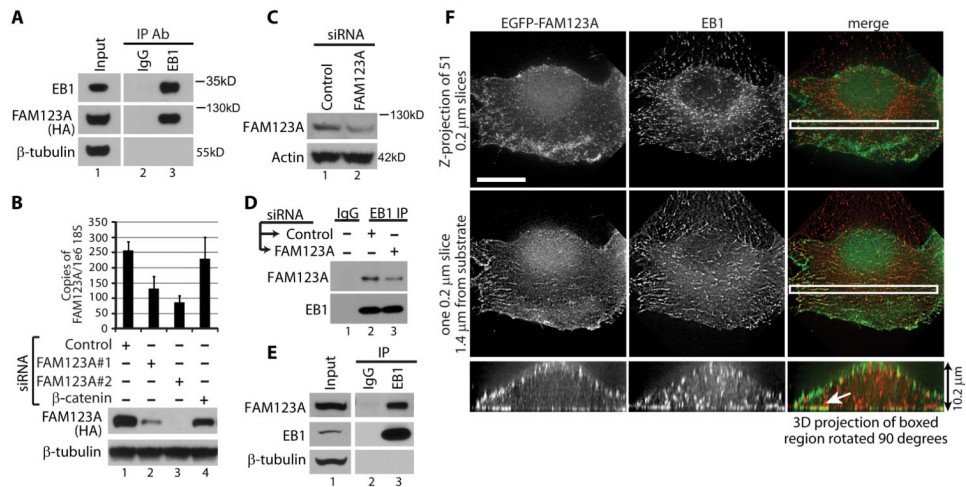 A
Input
IP Ab
IgG
EB1
EB1
35kD
FAM123A
(HA)
130kD
β-tubulin
55kD
1 2 3
B
Copies of
FAM123A/1e6 18S
350
300
250
200
150
100
50
0
siRNA
Control + – – –
FAM123A#1 – + – –
FAM123A#2 – – + –
β-catenin – – – +
FAM123A
(HA)
β-tubulin
1 2 3 4
C
siRNA
Control
FAM123A
130kD
FAM123A
Actin
42kD
1 2
D
siRNA
IgG EB1 IP
Control – + –
FAM123A – – +
FAM123A
EB1
1 2 3
E
Input
IP
IgG
EB1
FAM123A
EB1
β-tubulin
1 2 3
F
EGFP-FAM123A EB1 merge
Z-projection of 51
0.2 μm slices
one 0.2 μm slice
1.4 μm from substrate
10.2 μm
3D projection of boxed
region rotated 90 degrees